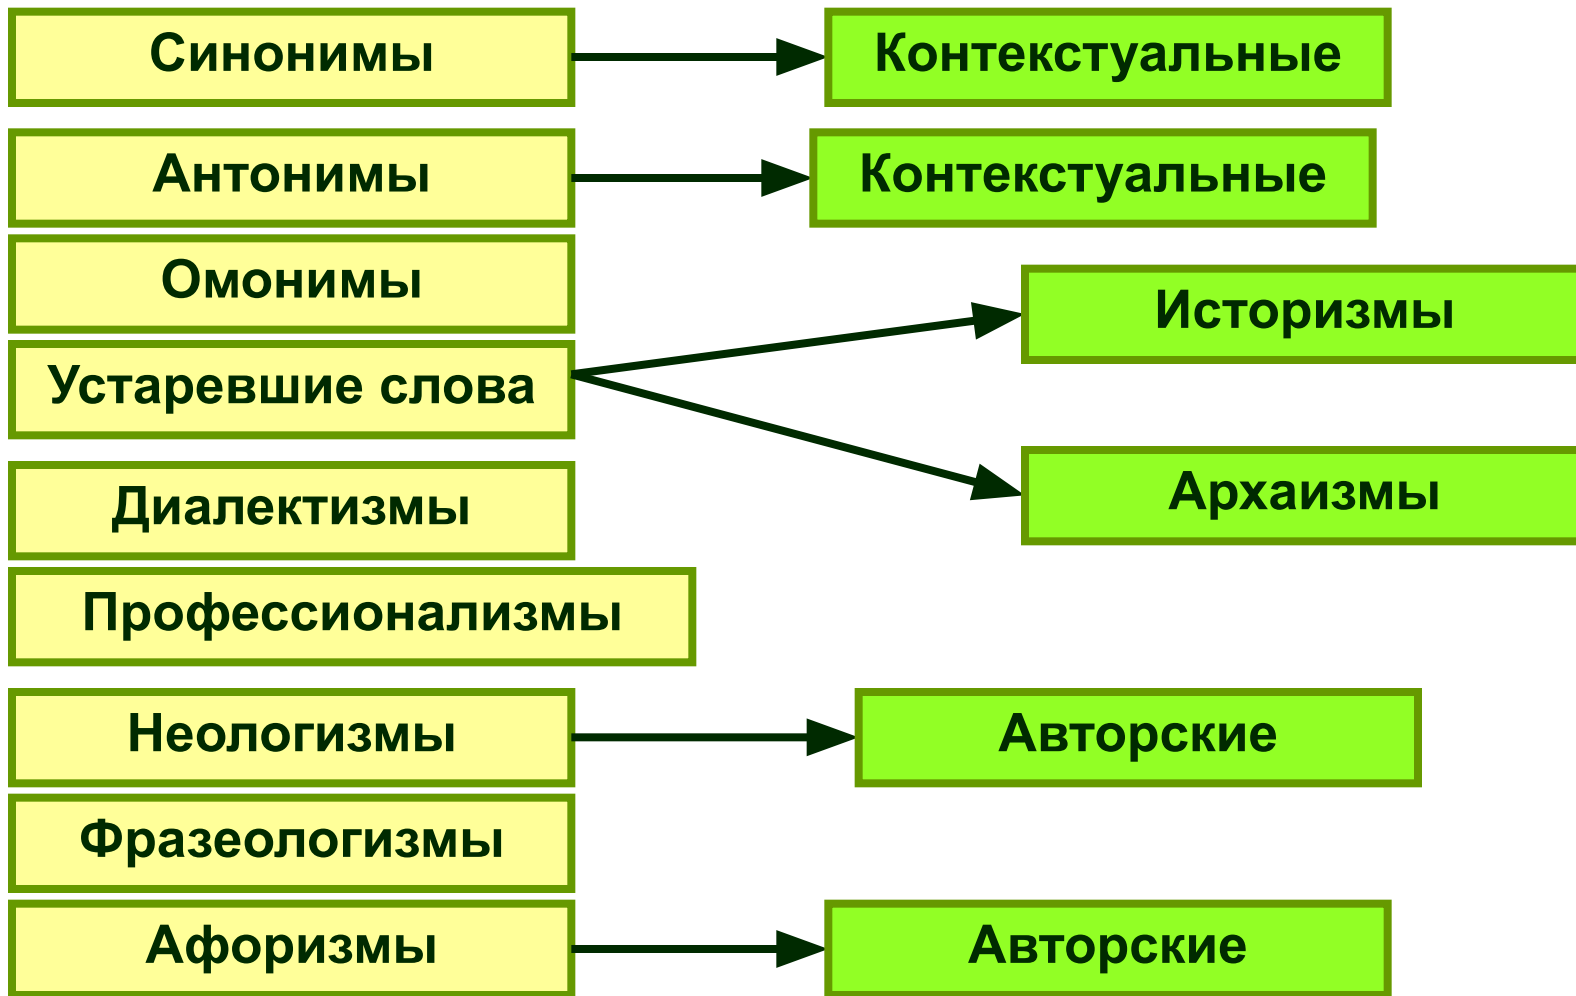 Синонимы
Контекстуальные
Антонимы
Контекстуальные
Омонимы
Историзмы
Устаревшие слова
Архаизмы
Диалектизмы
Профессионализмы
Неологизмы
Авторские
Фразеологизмы
Афоризмы
Авторские